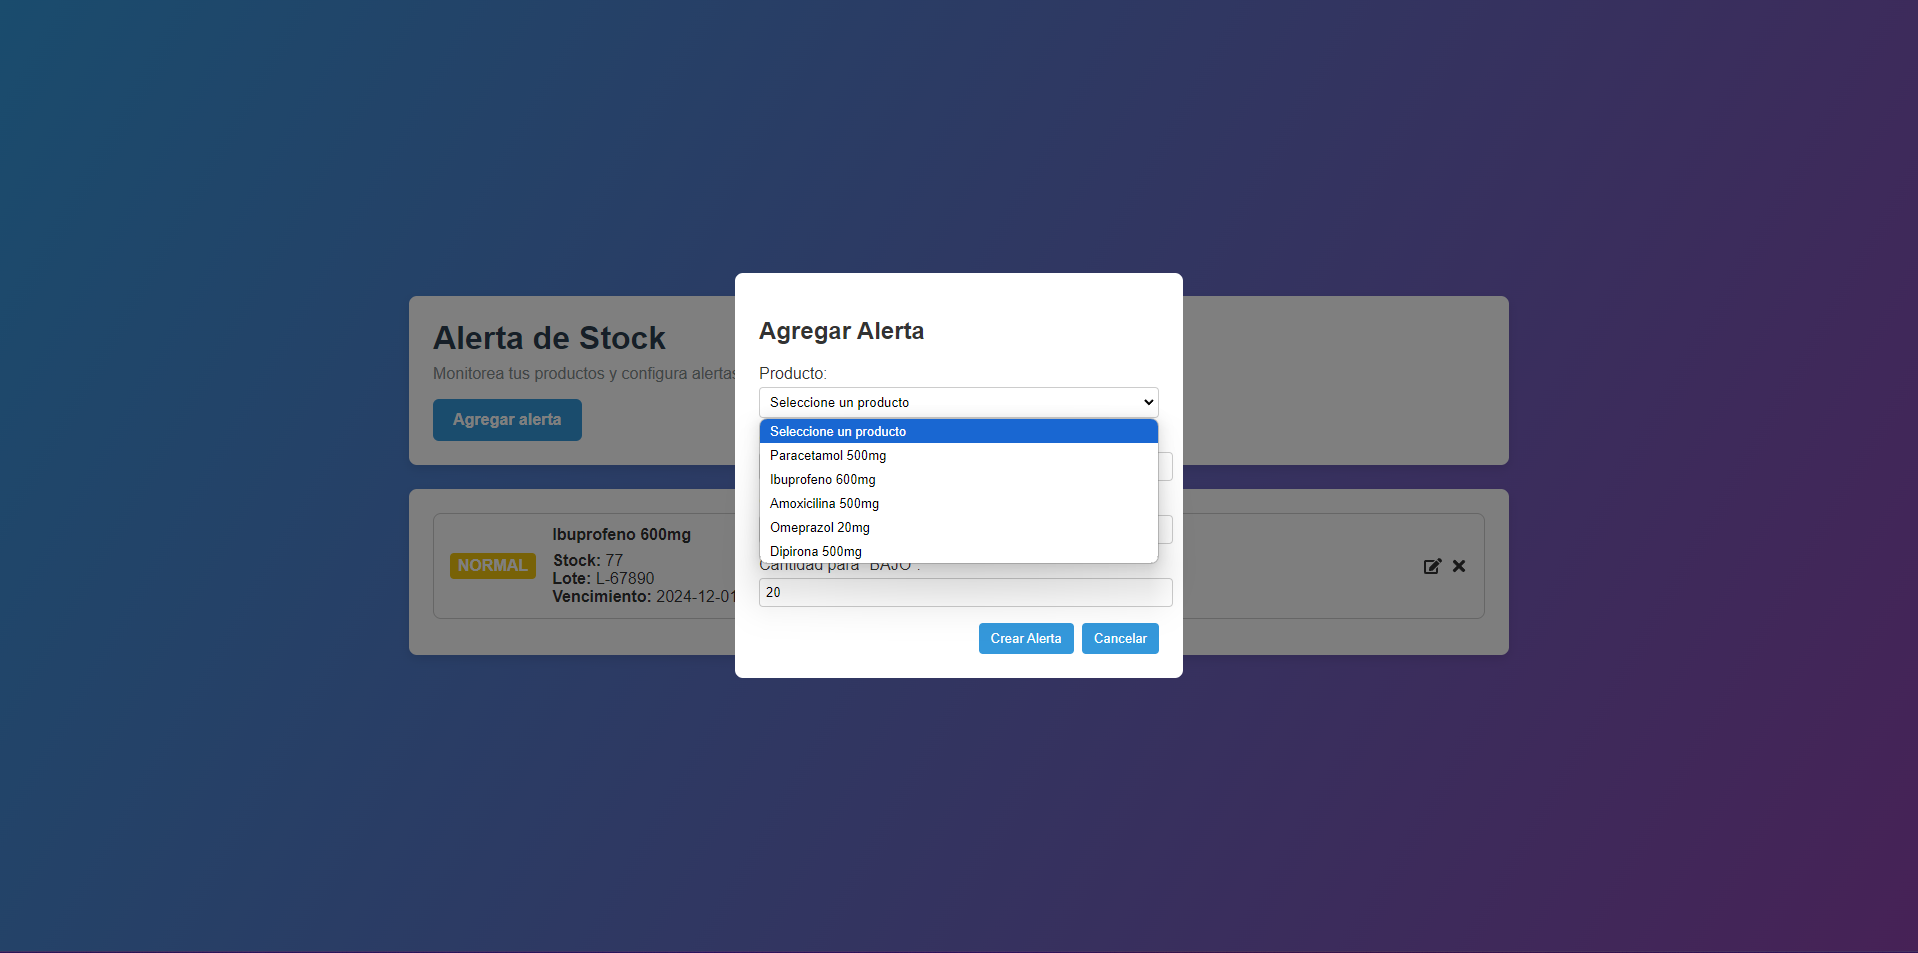 Alerta de Stock
Monitorea tus productos y configura alertas
Agregar alerta
NORMAL
Ibuprofeno 600mg
Stock: 77
Lote: L-67890
Vencimiento: 2024-12-01
Agregar Alerta
Producto:
Seleccione un producto
Seleccione un producto
Paracetamol 500mg
Ibuprofeno 600mg
Amoxicilina 500mg
Omeprazol 20mg
Dipirona 500mg
Cantidad para "BAJO":
20
Crear Alerta
Cancelar